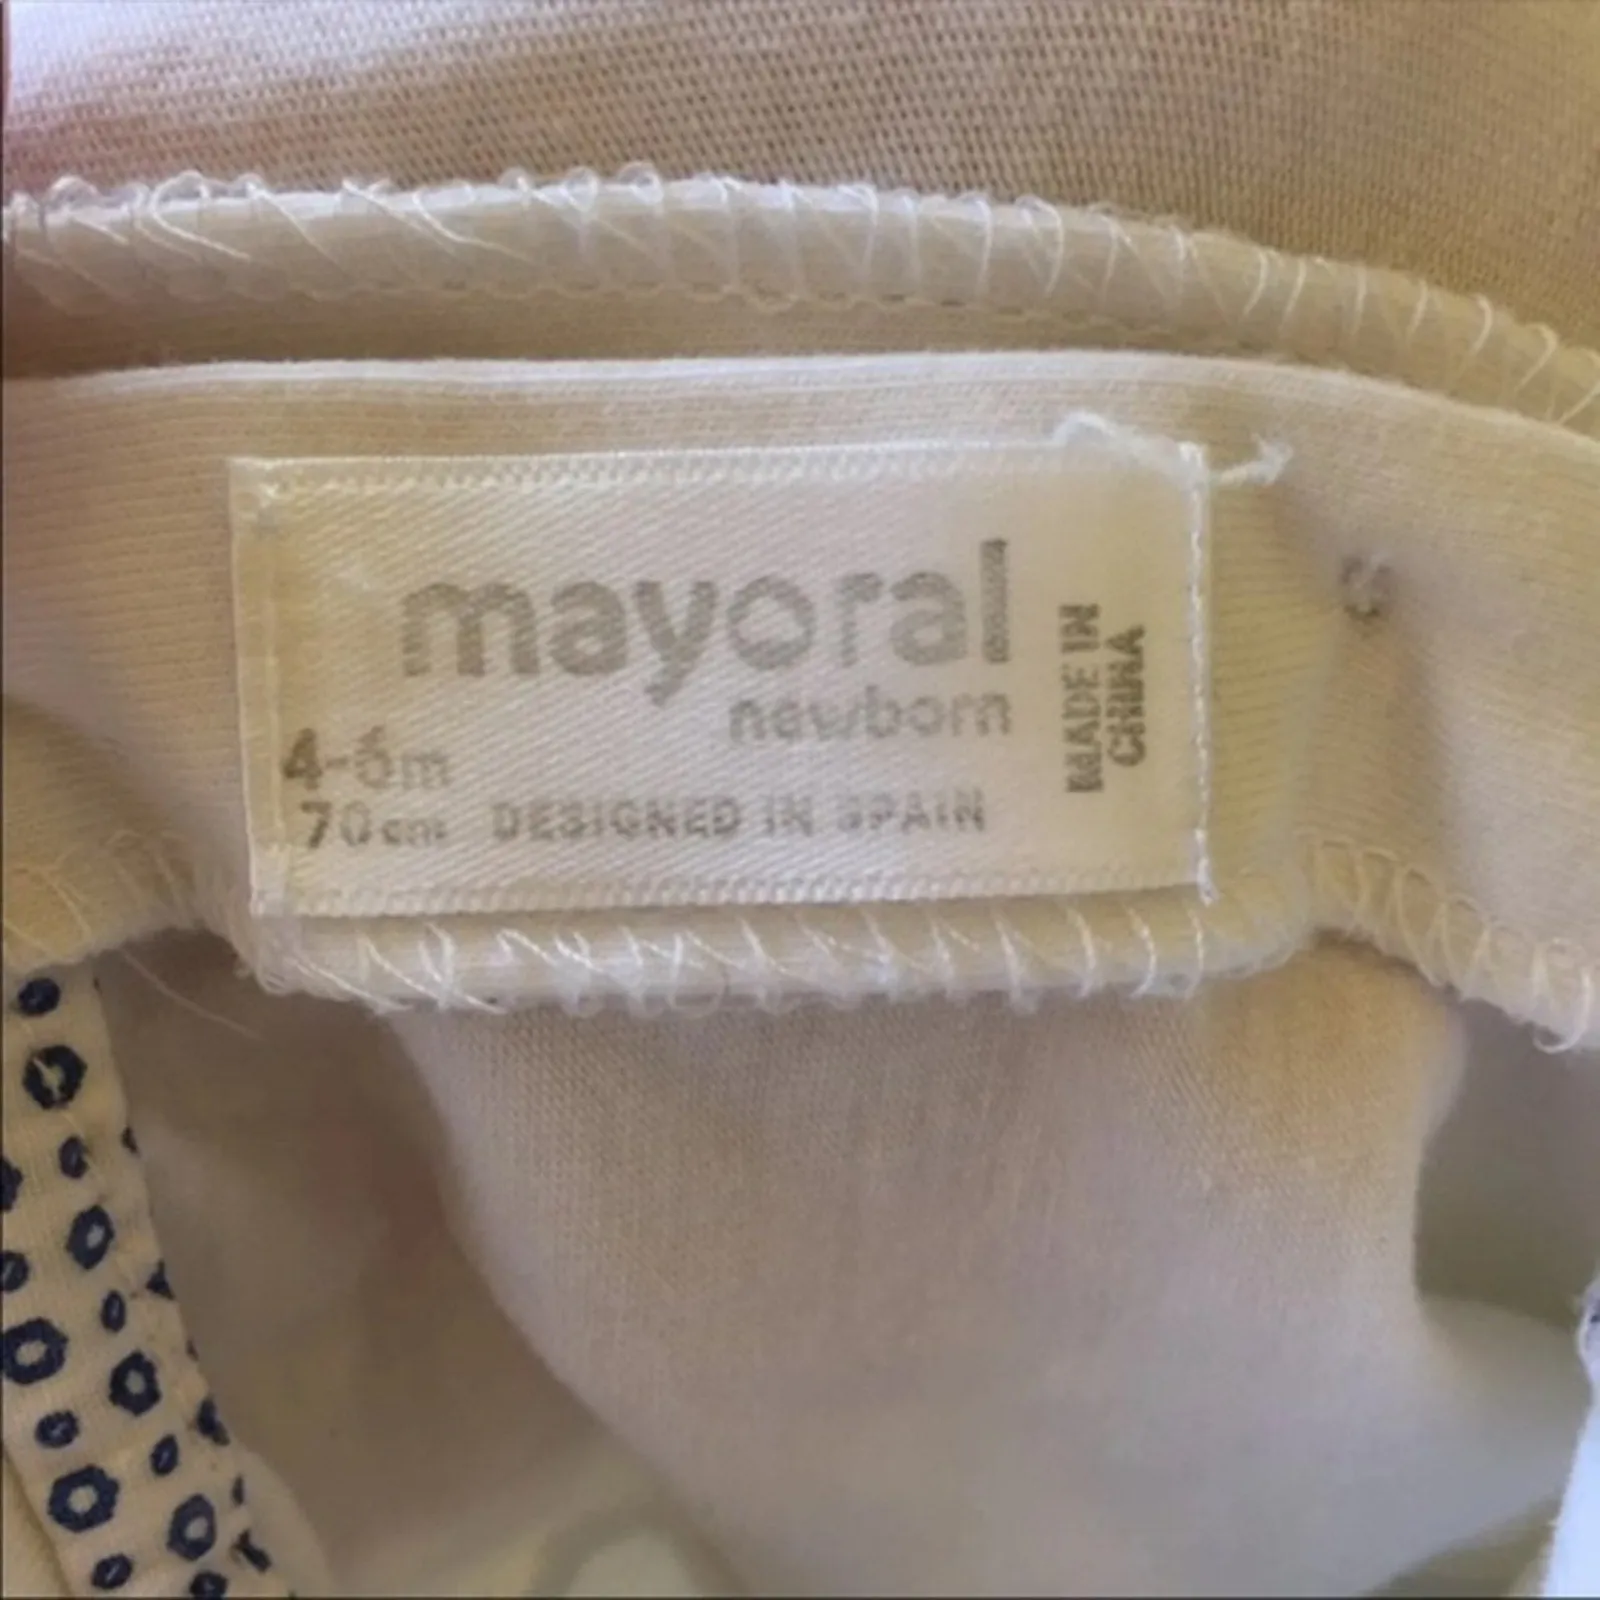 mayoral
newborn
4-6m
70cm DESIGNED IN SPAIN
MADE IN
CHINA